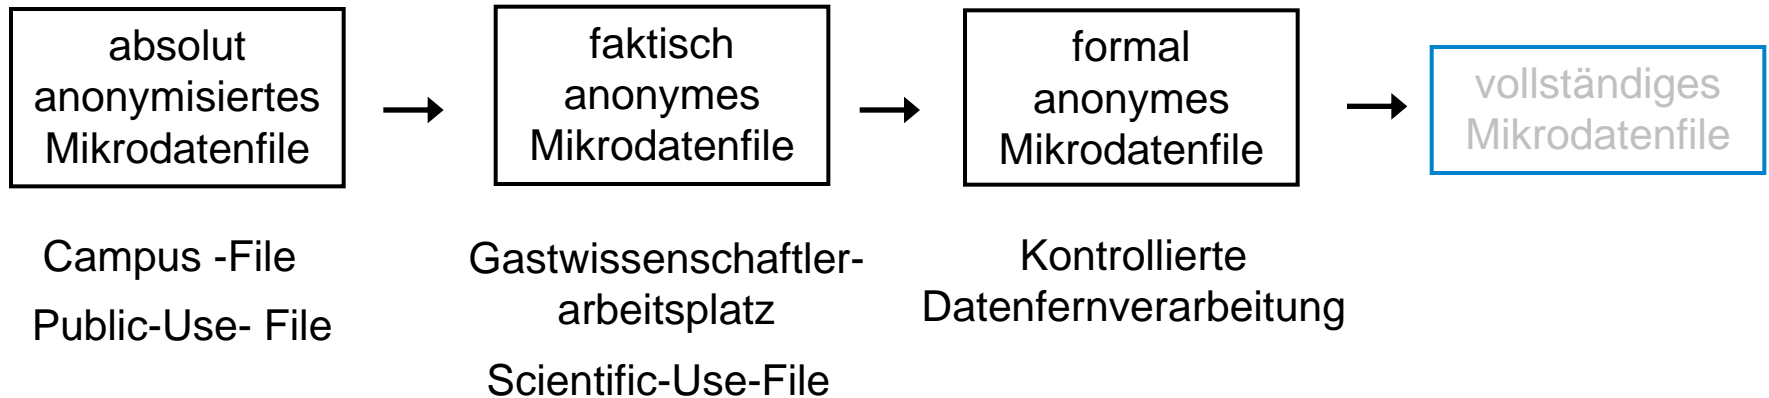 absolut
anonymisiertes
Mikrodatenfile
faktisch
anonymes
Mikrodatenfile
formal
anonymes
Mikrodatenfile
vollständiges
Mikrodatenfile
Campus -File
Public-Use- File
Gastwissenschaftler-
arbeitsplatz
Scientific-Use-File
Kontrollierte
Datenfernverarbeitung